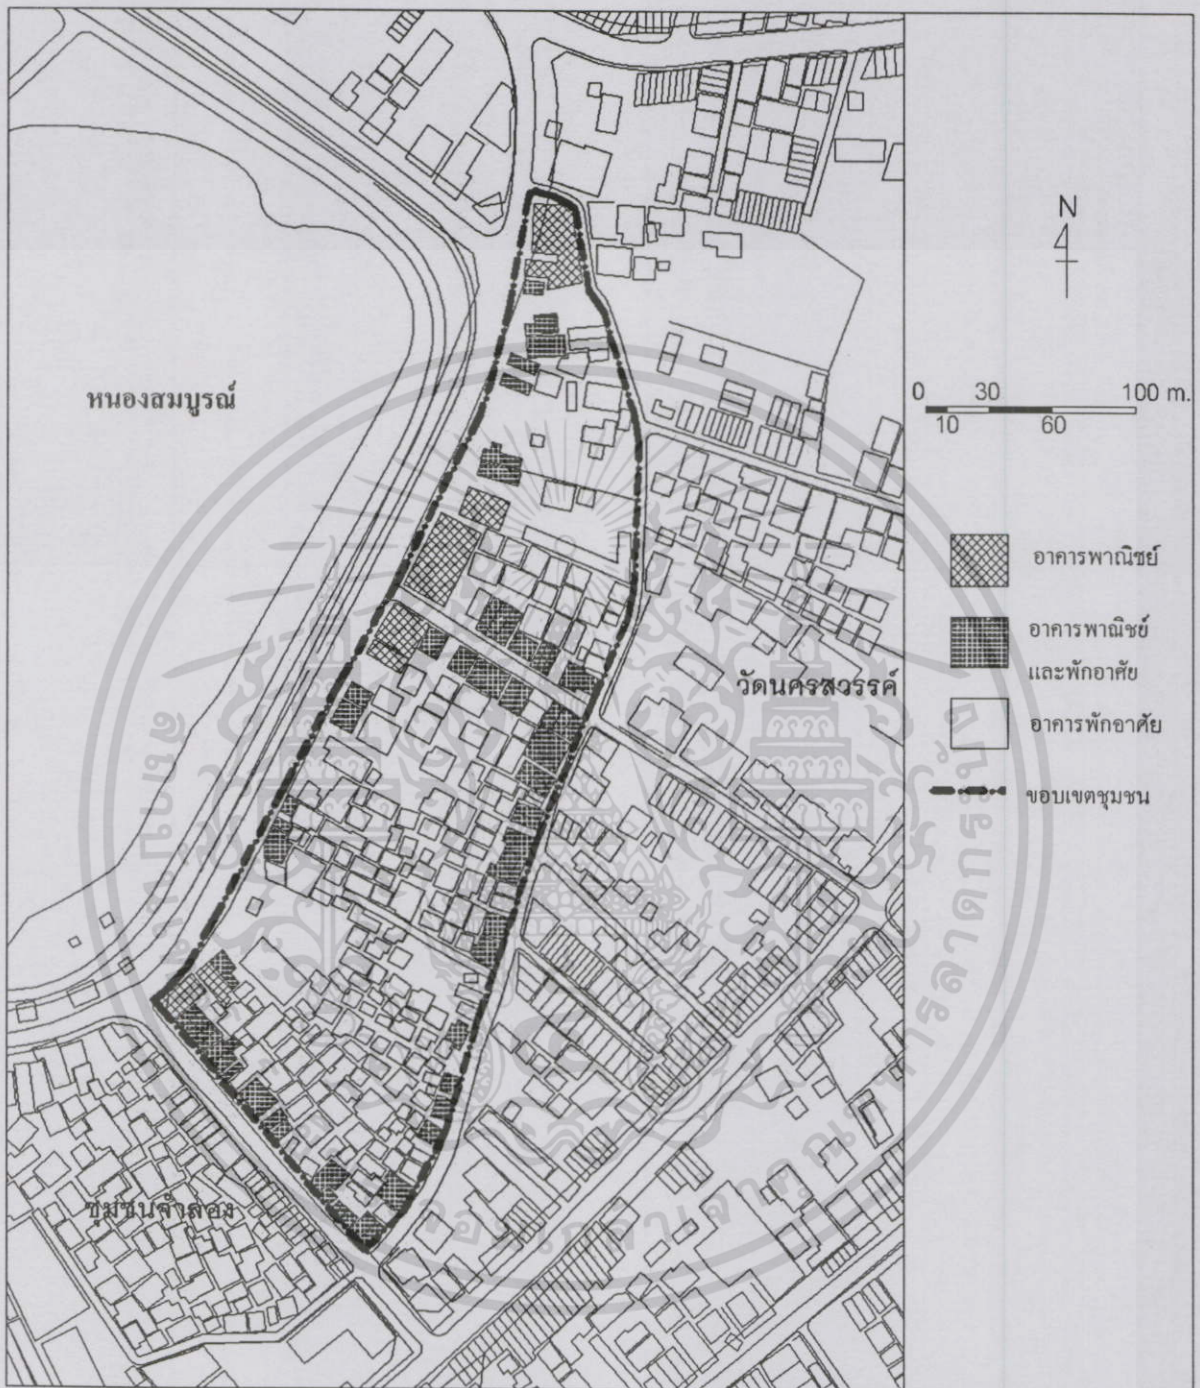 N
หนองสมบูรณ์
0 30 100 m.
10 60
อาคารพาณิชย์
อาคารพาณิชย์
และพักอาศัย
วัดนครสวรรค์
อาคารพักอาศัย
ขอบเขตชุมชน
ชุมชนจำลอง